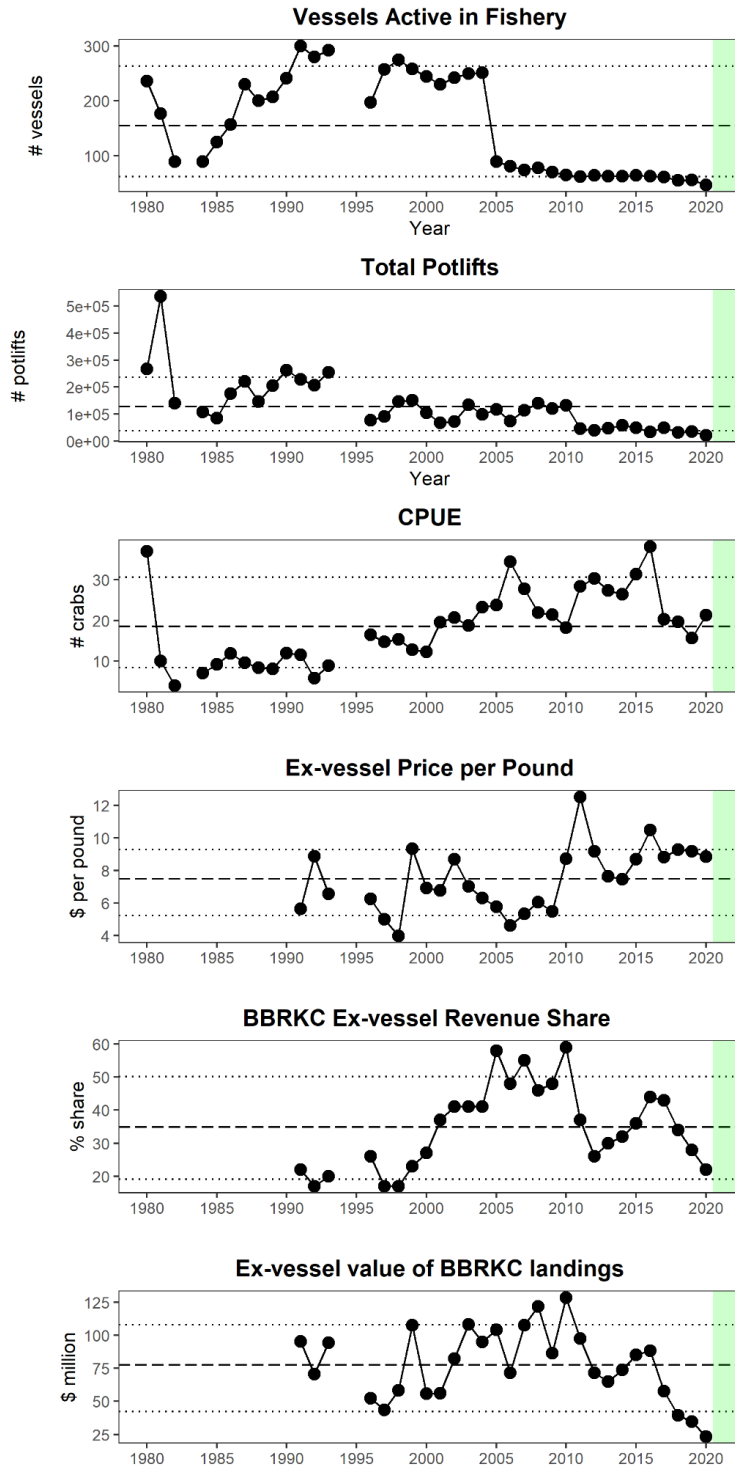 Vessels Active in Fishery
# vessels
300
200
100
1980 1985 1990 1995 2000 2005 2010 2015 2020
Year
Total Potlifts
# potlifts
5e+05
4e+05
3e+05
2e+05
1e+05
0e+00
1980 1985 1990 1995 2000 2005 2010 2015 2020
Year
CPUE
# crabs
30
20
10
1980 1985 1990 1995 2000 2005 2010 2015 2020
Ex-vessel Price per Pound
$ per pound
12
10
8
6
4
1980 1985 1990 1995 2000 2005 2010 2015 2020
BBRKC Ex-vessel Revenue Share
% share
60
50
40
30
20
1980 1985 1990 1995 2000 2005 2010 2015 2020
Ex-vessel value of BBRKC landings
$ million
125
100
75
50
25
1980 1985 1990 1995 2000 2005 2010 2015 2020